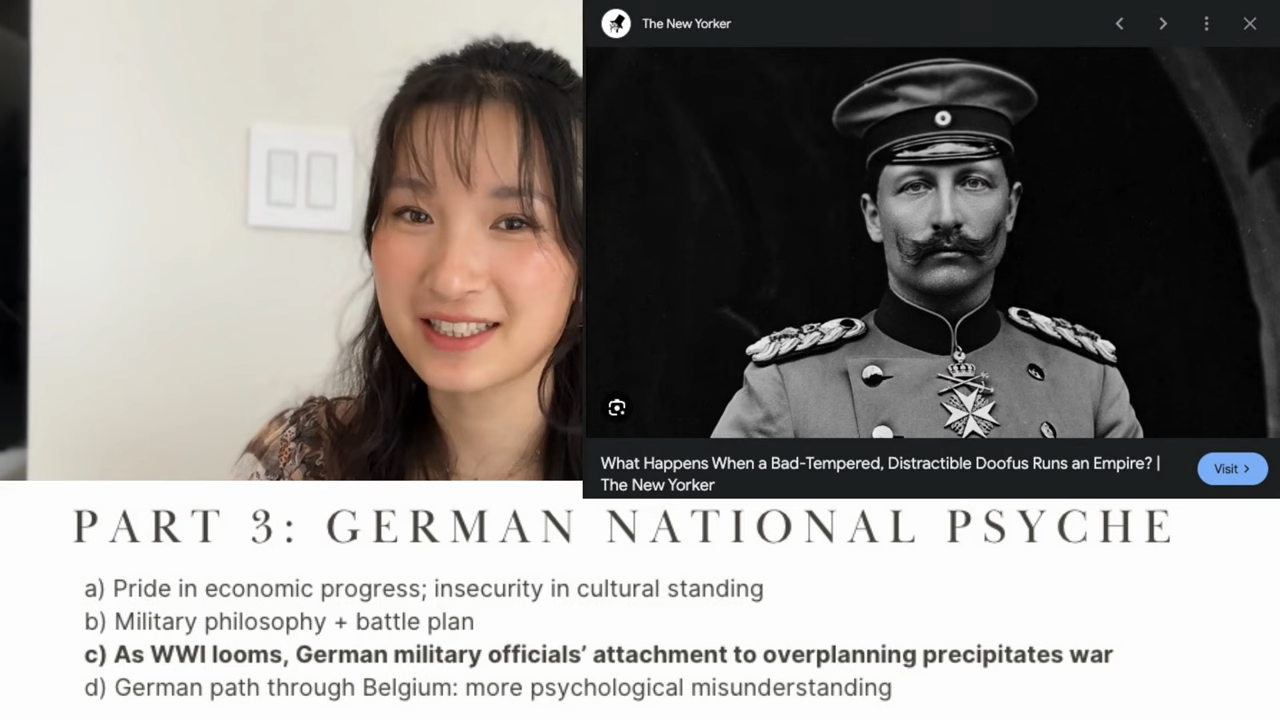 The New Yorker
What Happens When a Bad-Tempered, Distractible Doofus Runs an Empire? |
The New Yorker
Visit >
PART 3: GERMAN NATIONAL PSYCHE
a) Pride in economic progress; insecurity in cultural standing
b) Military philosophy + battle plan
c) As WWI looms, German military officials' attachment to overplanning precipitates war
d) German path through Belgium: more psychological misunderstanding